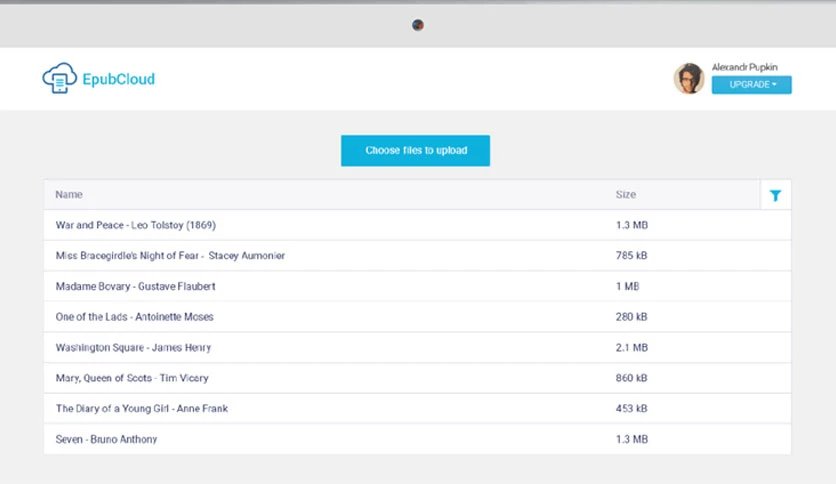 EpubCloud
Alexandr Pupkin
UPGRADE
Choose files to upload
Name Size
War and Peace - Leo Tolstoy (1869) 1.3 MB
Miss Bracegirdle's Night of Fear - Stacey Aumonier 785 kB
Madame Bovary - Gustave Flaubert 1 MB
One of the Lads - Antoinette Moses 280 kB
Washington Square - James Henry 2.1 MB
Mary, Queen of Scots - Tim Vicary 860 kB
The Diary of a Young Girl - Anne Frank 453 kB
Seven - Bruno Anthony 1.3 MB